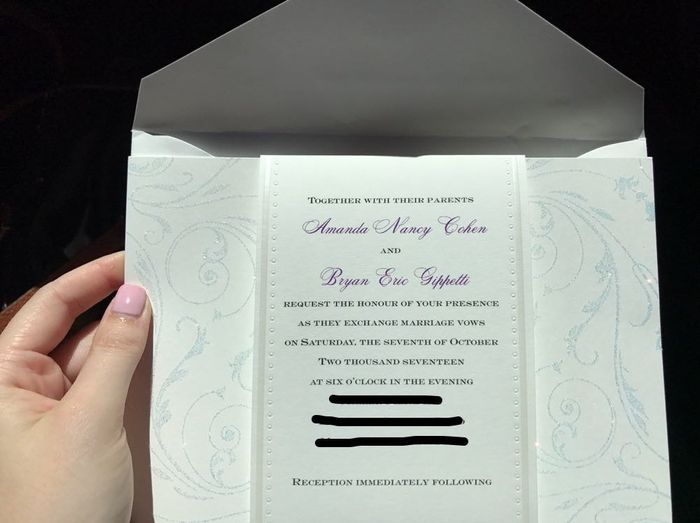 Together with their parents
Amanda Nancy Cohen
and
Bryan Eric Gippetti
request the honour of your presence
as they exchange marriage vows
on Saturday, the seventh of October
Two thousand seventeen
at six o'clock in the evening
Reception immediately following